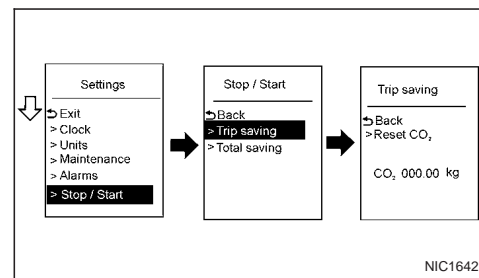 Settings
Exit
> Clock
> Units
> Maintenance
> Alarms
> Stop / Start
Stop / Start
Back
> Trip saving
> Total saving
Trip saving
Back
> Reset CO₂
CO₂ 000.00 kg
NIC1642